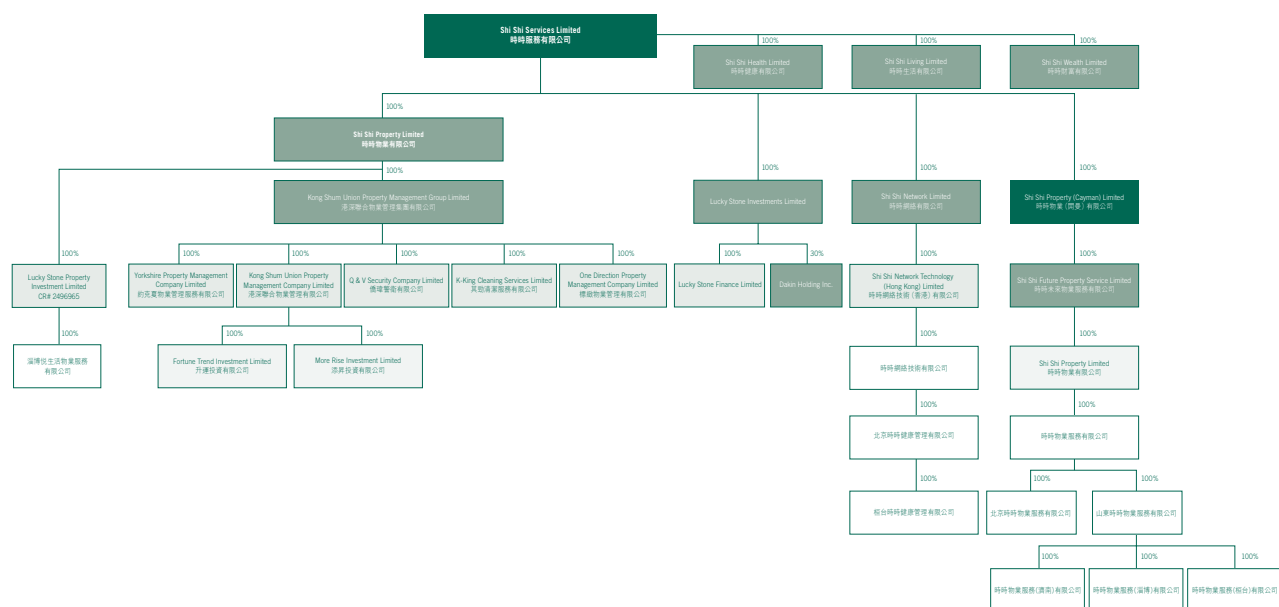 Shi Shi Services Limited
時時服務有限公司
100%
100%
100%
Shi Shi Health Limited
時時健康有限公司
Shi Shi Living Limited
時時生活有限公司
Shi Shi Wealth Limited
時時財富有限公司
100%
100%
100%
100%
Shi Shi Property Limited
時時物業有限公司
100%
100%
100%
100%
Kong Shum Union Property Management Group Limited
港深聯合物業管理集團有限公司
Lucky Stone Investments Limited
Shi Shi Network Limited
時時網絡有限公司
Shi Shi Property (Cayman) Limited
時時物業(開曼)有限公司
100%
100%
100%
100%
100%
100%
100%
30%
100%
100%
Lucky Stone Property
Investment Limited
CR# 2496965
Yorkshire Property Management
Company Limited
約克夏物業管理服務有限公司
Kong Shum Union Property
Management Company Limited
港深聯合物業管理有限公司
Q & V Security Company Limited
僑瑋警衛有限公司
K-King Cleaning Services Limited
其勁清潔服務有限公司
One Direction Property
Management Company Limited
標緻物業管理有限公司
Lucky Stone Finance Limited
Dakin Holding Inc.
Shi Shi Network Technology
(Hong Kong) Limited
時時網絡技術(香港)有限公司
Shi Shi Future Property Service Limited
時時未來物業服務有限公司
100%
100%
100%
100%
100%
淄博悦生活物業服務
有限公司
Fortune Trend Investment Limited
升運投資有限公司
More Rise Investment Limited
添昇投資有限公司
時時網絡技術有限公司
Shi Shi Property Limited
時時物業有限公司
100%
100%
北京時時健康管理有限公司
時時物業服務有限公司
100%
100%
100%
桓台時時健康管理有限公司
北京時時物業服務有限公司
山東時時物業服務有限公司
100%
100%
100%
時時物業服務(濟南)有限公司
時時物業服務(淄博)有限公司
時時物業服務(桓台)有限公司